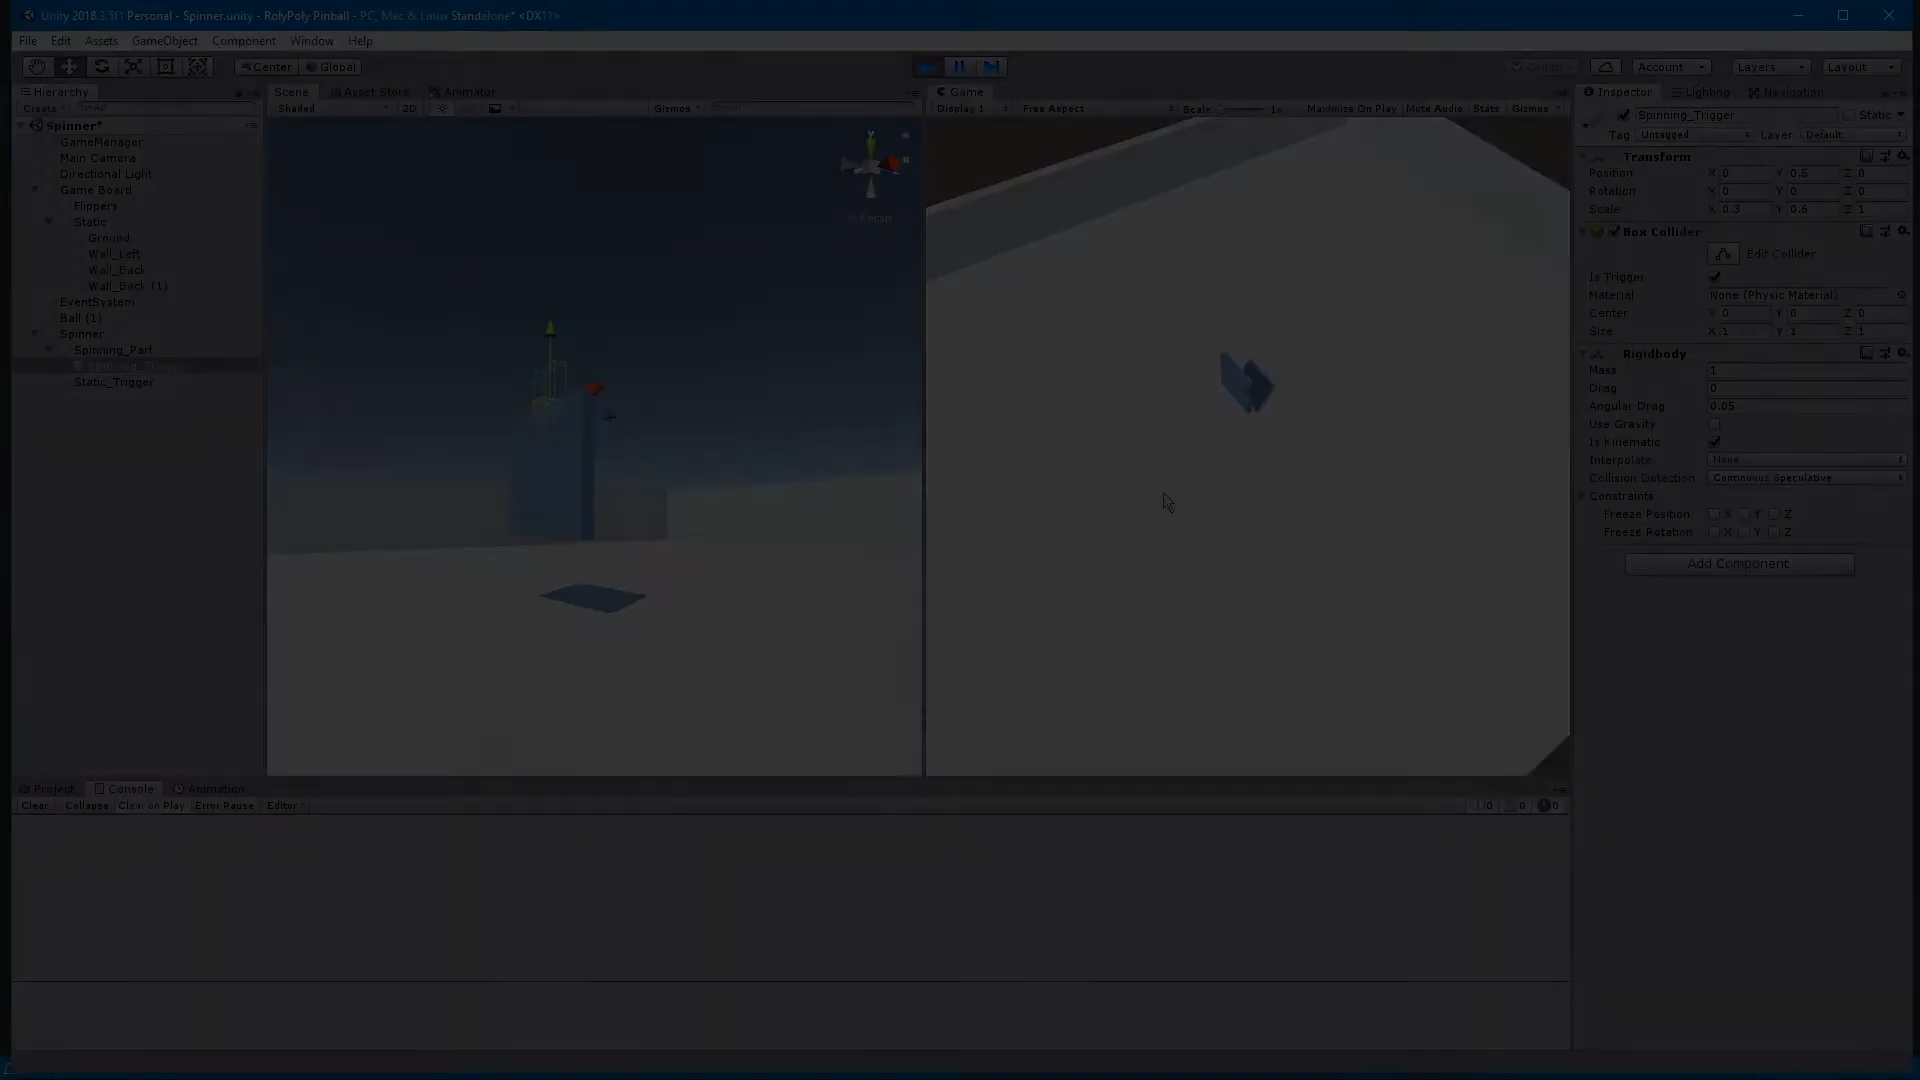 Unity 2018.3.5f1 Personal - Spinner.unity - RolyPoly Pinball - PC, Mac & Linux Standalone* <DX11>
File Edit Assets GameObject Component Window Help
Center Global Collab Account Layers Layout
Hierarchy
Create
Spinner*
GameManager
Main Camera
Directional Light
Game Board
Flippers
Static
Ground
Wall_Left
Wall_Back
Wall_Back (1)
EventSystem
Ball (1)
Spinner
Spinning_Part
Spinning_Trigger
Static_Trigger
Scene Asset Store Animator
Shaded 2D Gizmos
y
x
Persp
Game
Display 1 Free Aspect Scale 1x Maximize On Play Mute Audio Stats Gizmos
Inspector Lighting Navigation
Spinning_Trigger Static
Tag Untagged Layer Default
Transform
Position X 0 Y 0.5 Z 0
Rotation X 0 Y 0 Z 0
Scale X 0.3 Y 0.6 Z 1
Box Collider
Edit Collider
Is Trigger
Material None (Physic Material)
Center X 0 Y 0 Z 0
Size X 1 Y 1 Z 1
Rigidbody
Mass 1
Drag 0
Angular Drag 0.05
Use Gravity
Is Kinematic
Interpolate None
Collision Detection Continuous Speculative
Constraints
Freeze Position X Y Z
Freeze Rotation X Y Z
Add Component
Project Console Animation
Clear Collapse Clear on Play Error Pause Editor 0 0 0